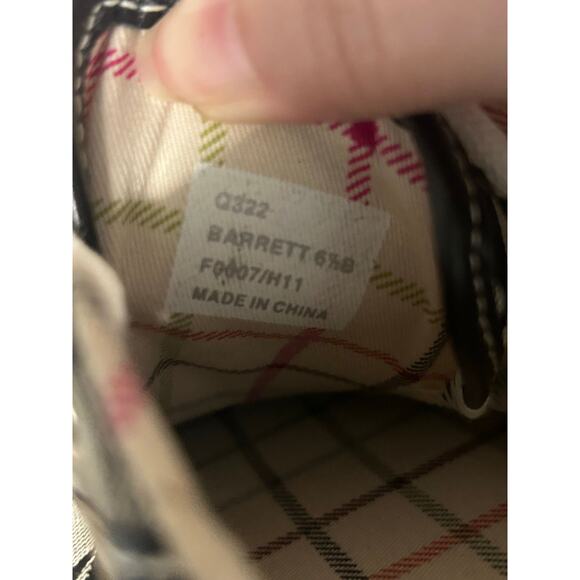 Q322
BARRETT 6½B
F0007/H11
MADE IN CHINA